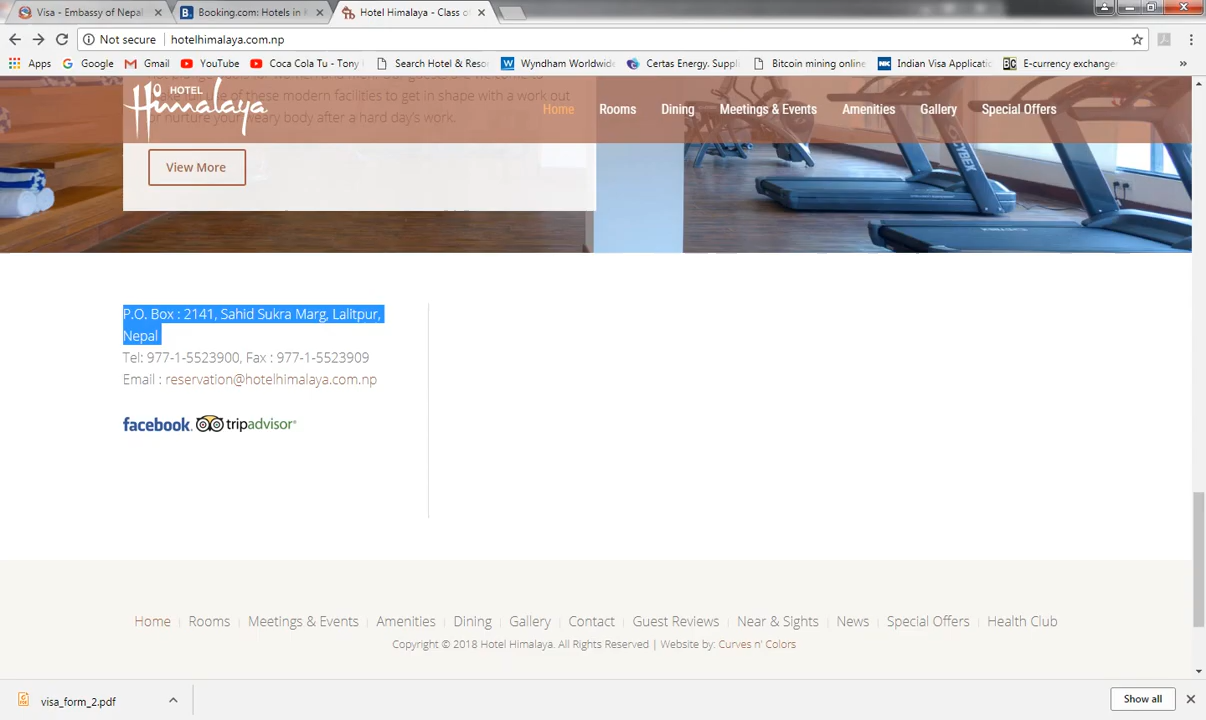 Visa - Embassy of Nepal
Booking.com: Hotels in
Hotel Himalaya - Class o
Not secure hotelhimalaya.com.np
Apps Google Gmail YouTube Coca Cola Tu - Tony Search Hotel & Resor Wyndham Worldwide Certas Energy. Suppli Bitcoin mining online Indian Visa Applicati E-currency exchange »
of these modern facilities to get in shape with a work out
or nurture your weary body after a hard day's work.
HOTEL
Himalaya
Home Rooms Dining Meetings & Events Amenities Gallery Special Offers
View More
CYBEX
P.O. Box : 2141, Sahid Sukra Marg, Lalitpur,
Nepal
Tel: 977-1-5523900, Fax : 977-1-5523909
Email : reservation@hotelhimalaya.com.np
facebook. tripadvisor®
Home | Rooms | Meetings & Events | Amenities | Dining | Gallery | Contact | Guest Reviews | Near & Sights | News | Special Offers | Health Club
Copyright © 2018 Hotel Himalaya. All Rights Reserved | Website by: Curves n' Colors
visa_form_2.pdf
Show all